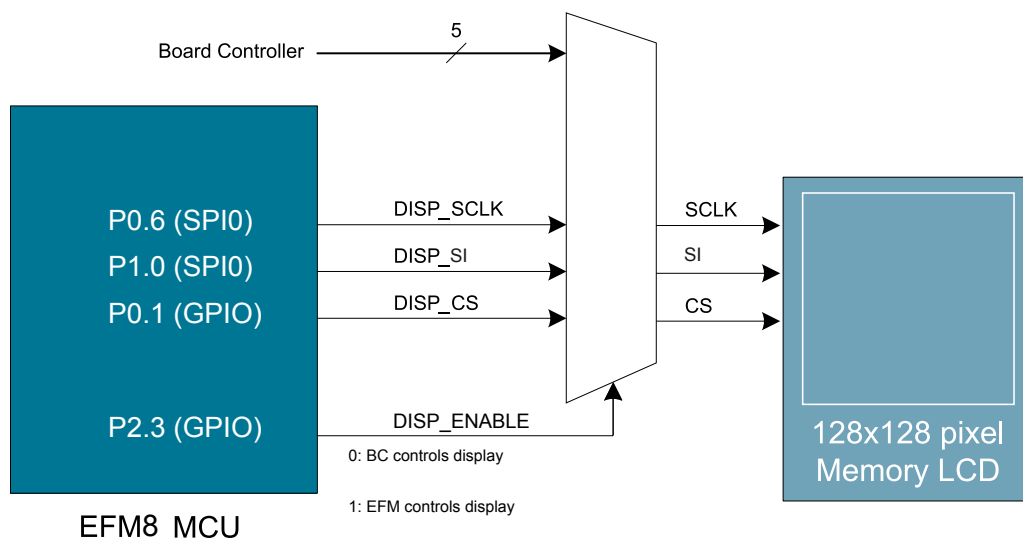 5
Board Controller
P0.6 (SPI0)
DISP_SCLK
SCLK
P1.0 (SPI0)
DISP_SI
SI
P0.1 (GPIO)
DISP_CS
CS
P2.3 (GPIO)
DISP_ENABLE
0: BC controls display
1: EFM controls display
128x128 pixel
Memory LCD
EFM8 MCU